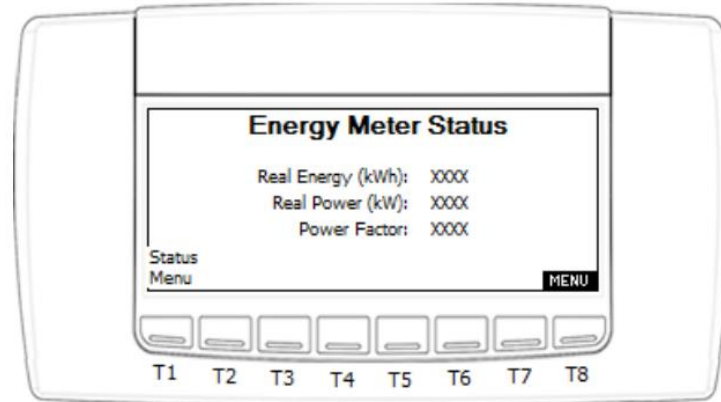 Energy Meter Status
Real Energy (kWh): XXXX
Real Power (kW): XXXX
Power Factor: XXXX
Status
Menu MENU
T1 T2 T3 T4 T5 T6 T7 T8